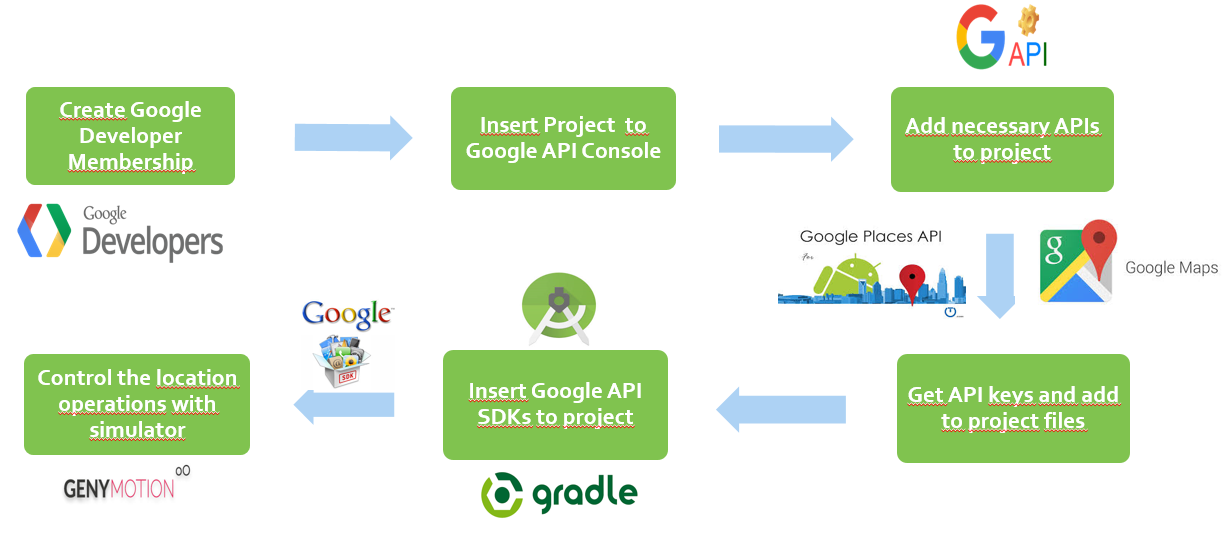 G API
Create Google
Developer
Membership
Insert Project to
Google API Console
Add necessary APIs
to project
Google
Developers
Google Places API
for
g
Google Maps
Google
SDK
Control the location
operations with
simulator
Insert Google API
SDKs to project
Get API keys and add
to project files
GENYMOTION
gradle